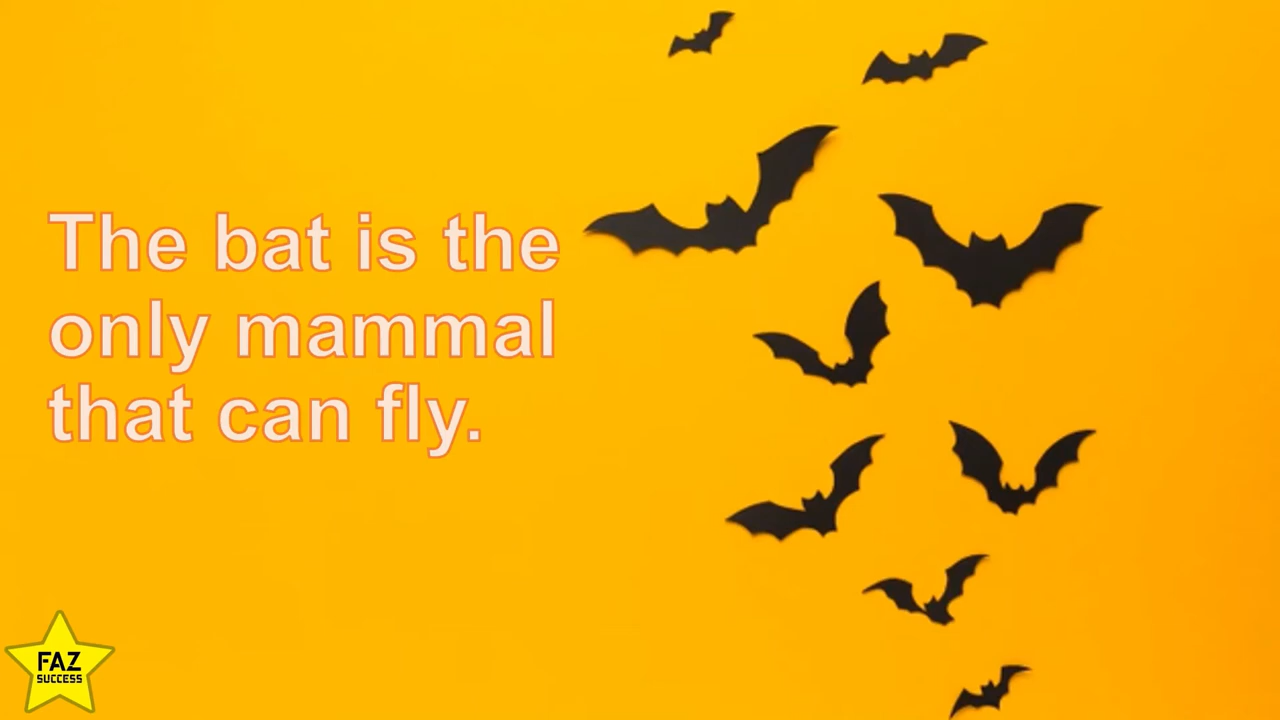 The bat is the
only mammal
that can fly.
FAZ
SUCCESS